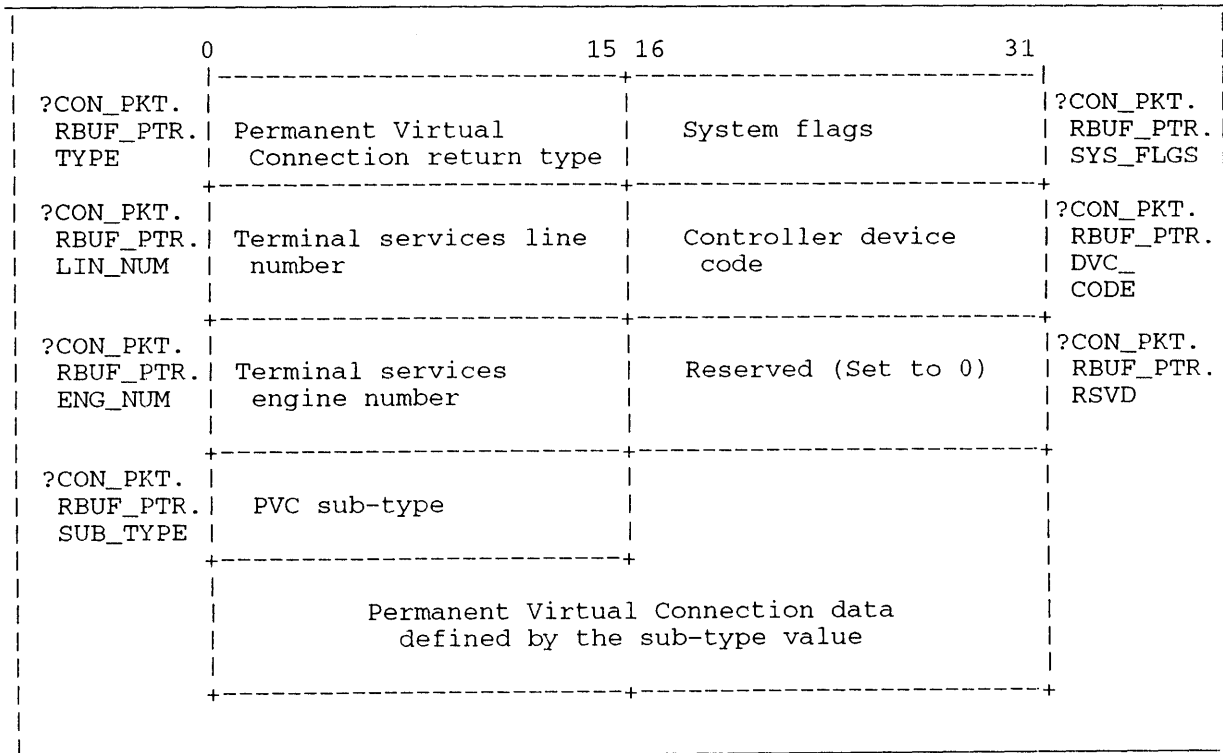 0 15 16 31
?CON_PKT. ?CON_PKT.
RBUF_PTR. Permanent Virtual System flags RBUF_PTR.
TYPE Connection return type SYS_FLGS
?CON_PKT. ?CON_PKT.
RBUF_PTR. Terminal services line Controller device RBUF_PTR.
LIN_NUM number code DVC_
CODE
?CON_PKT. ?CON_PKT.
RBUF_PTR. Terminal services Reserved (Set to 0) RBUF_PTR.
ENG_NUM engine number RSVD
?CON_PKT.
RBUF_PTR. PVC sub-type
SUB_TYPE
Permanent Virtual Connection data
defined by the sub-type value